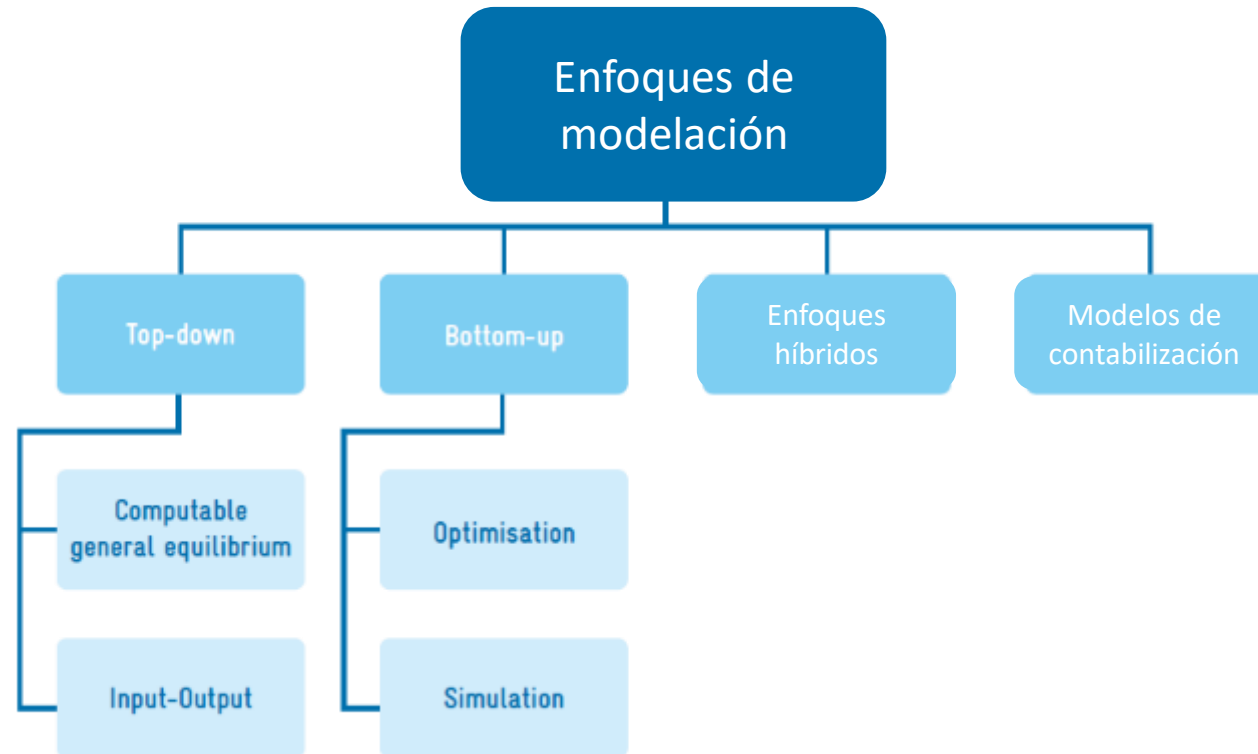 Enfoques de
modelación
Top-down
Bottom-up
Enfoques
híbridos
Modelos de
contabilización
Computable
general equilibrium
Optimisation
Input-Output
Simulation